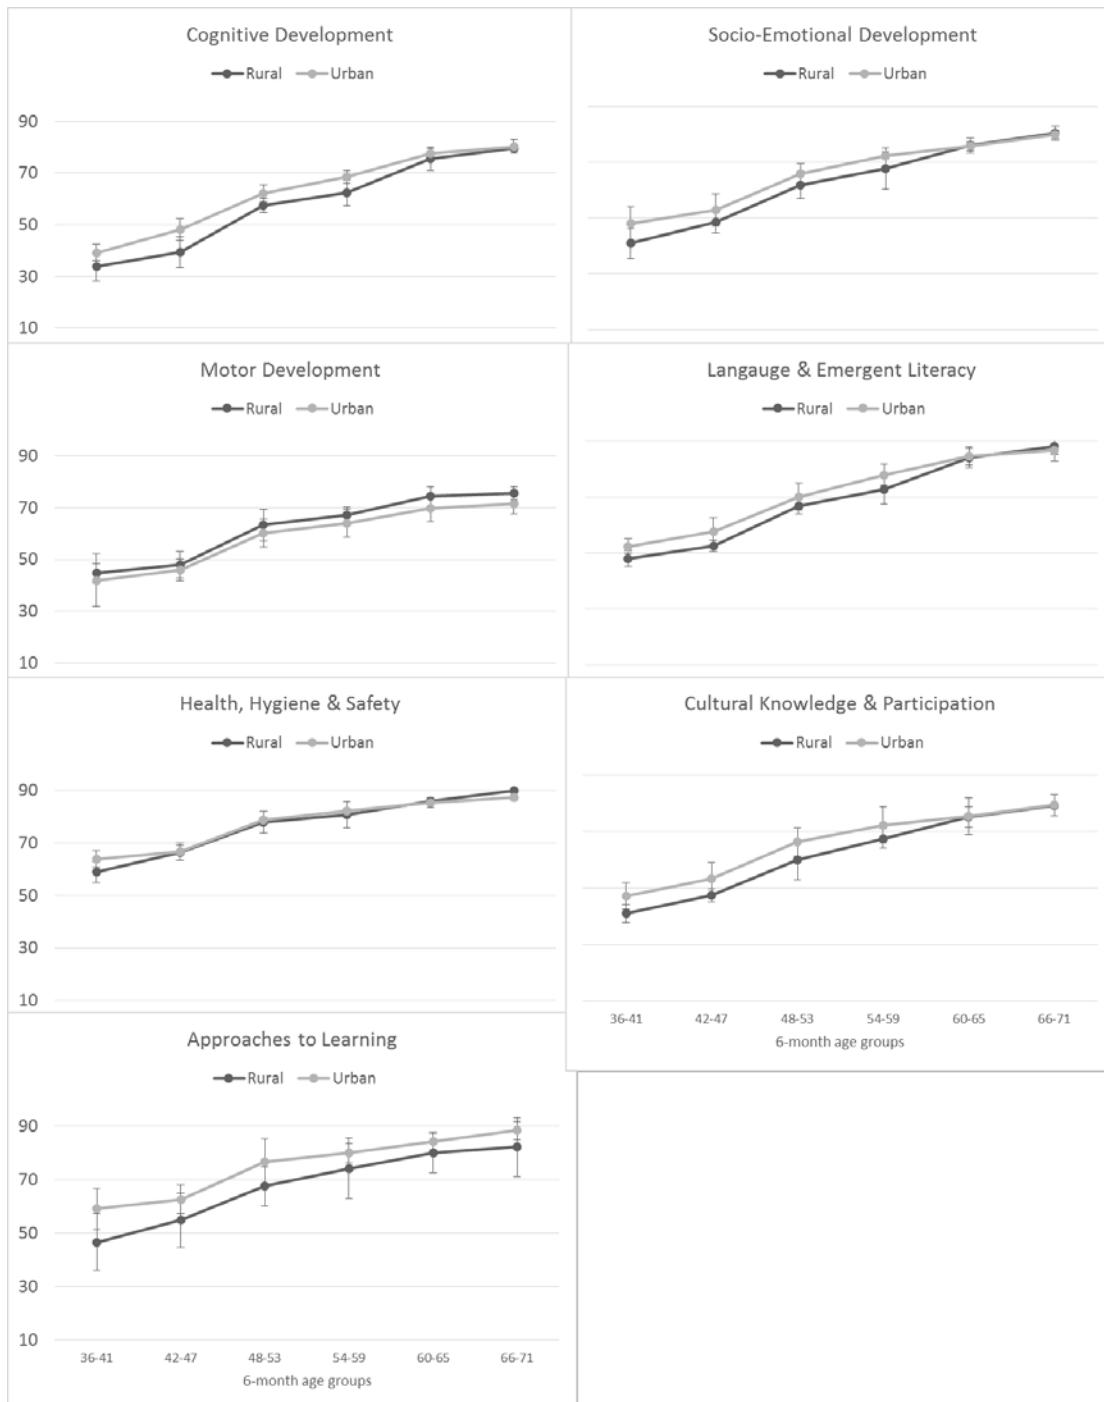 Cognitive Development
Rural Urban
90
70
50
30
10
Socio-Emotional Development
Rural Urban
Motor Development
Rural Urban
90
70
50
30
10
Langauge & Emergent Literacy
Rural Urban
Health, Hygiene & Safety
Rural Urban
90
70
50
30
10
Cultural Knowledge & Participation
Rural Urban
36-41 42-47 48-53 54-59 60-65 66-71
6-month age groups
Approaches to Learning
Rural Urban
90
70
50
30
10
36-41 42-47 48-53 54-59 60-65 66-71
6-month age groups